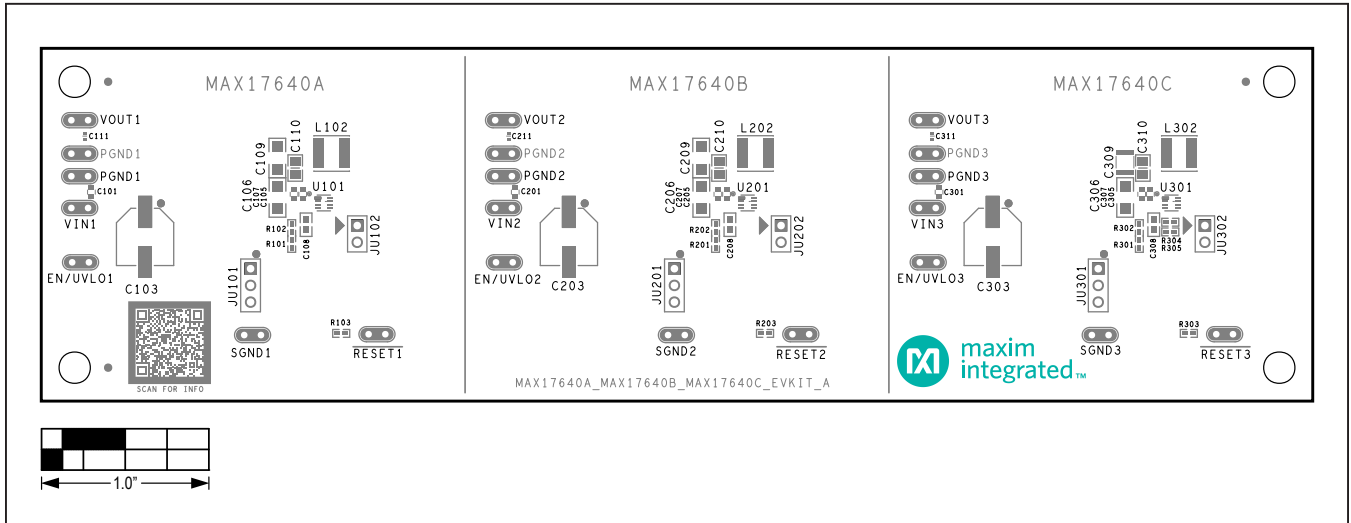 MAX17640A
VOUT1
C111
PGND1
PGND1
C101
VIN1
EN/UVLO1
C103
SCAN FOR INFO
C109
C110
L102
C106
C107
C105
U101
R102
R101
C108
JU102
JU101
SGND1
R103
RESET1
MAX17640B
VOUT2
C211
PGND2
PGND2
C201
VIN2
EN/UVLO2
C203
C209
C210
L202
C206
C207
C205
U201
R202
R201
C208
JU202
JU201
SGND2
R203
RESET2
MAX17640A_MAX17640B_MAX17640C_EVKIT_A
MAX17640C
VOUT3
C311
PGND3
PGND3
C301
VIN3
EN/UVLO3
C303
C309
C310
L302
C306
C307
C305
U301
R302
R301
C308
R304
R305
JU302
JU301
SGND3
R303
RESET3
maxim
integrated™
1.0”